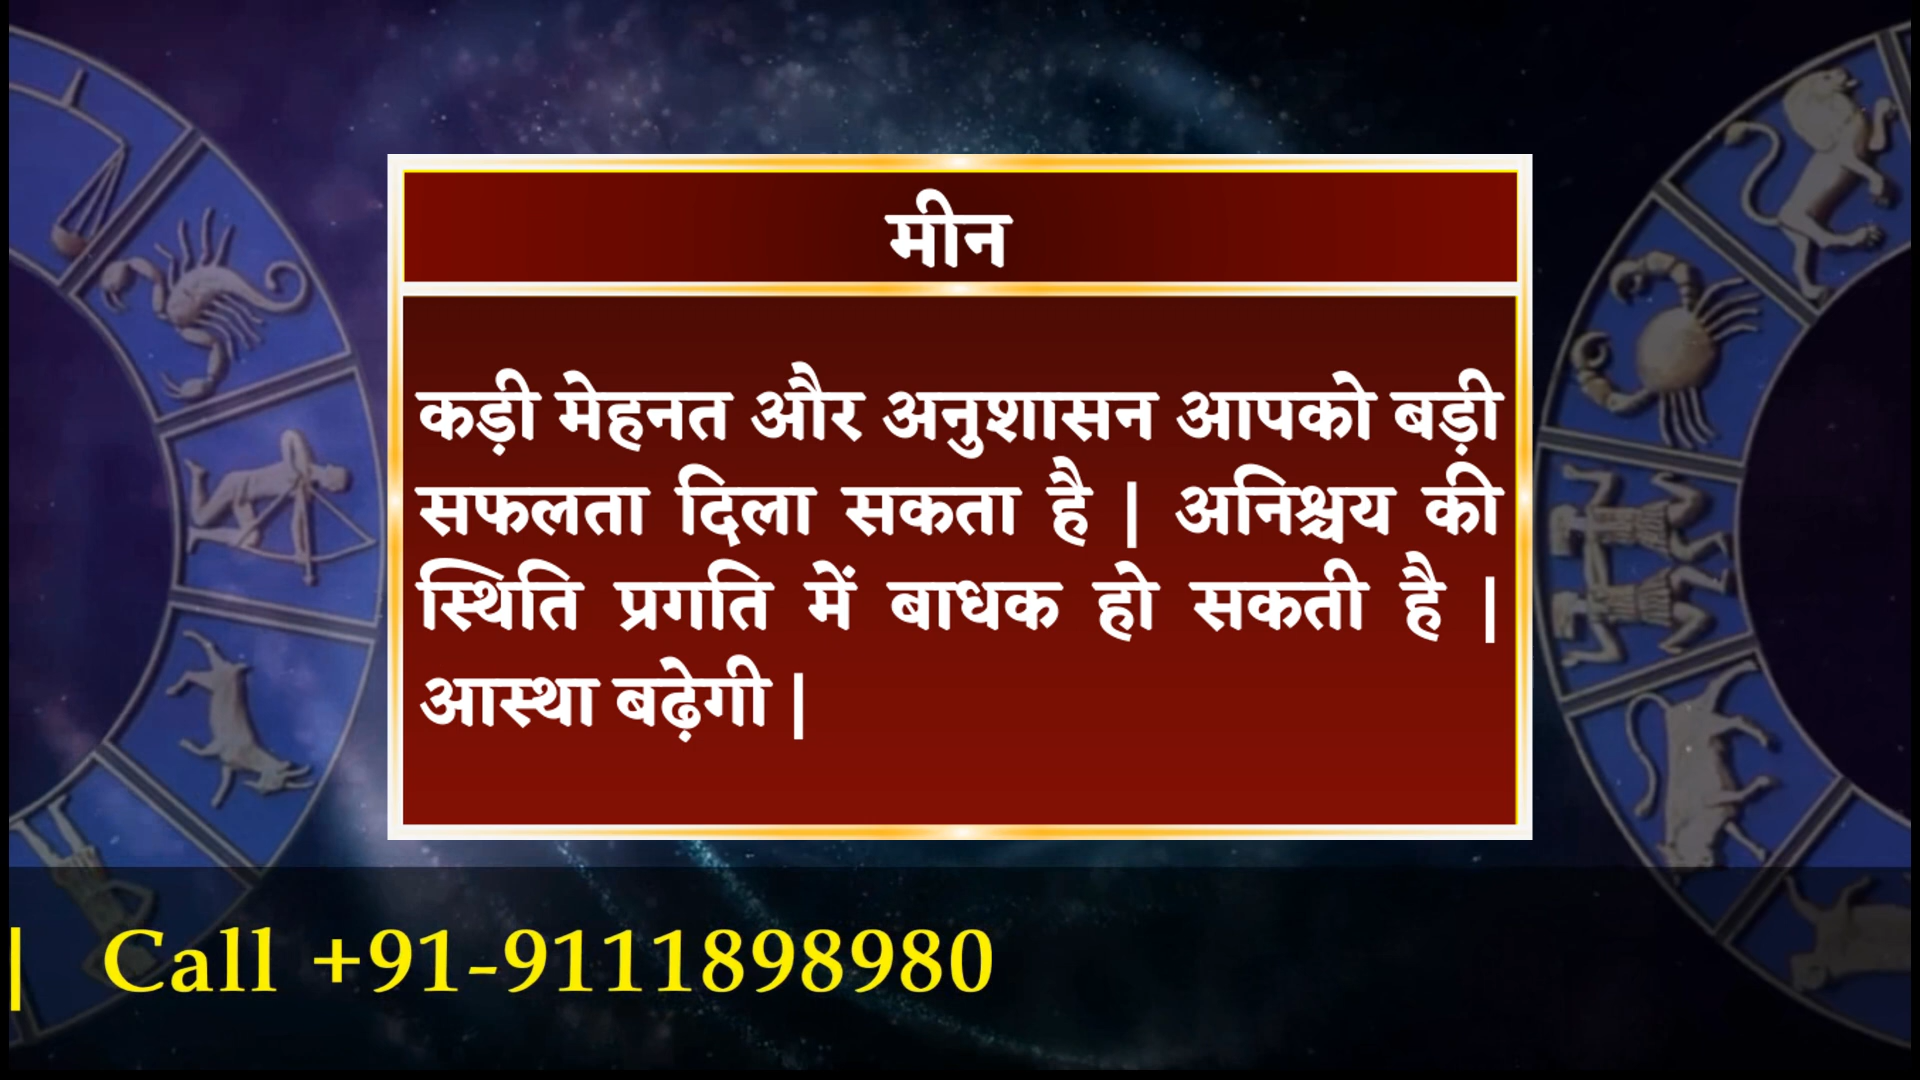 मीन
कड़ी मेहनत और अनुशासन आपको बड़ी
सफलता दिला सकता है |  अनिश्चय की
स्थिति प्रगति में बाधक हो सकती है |
आस्था बढ़ेगी |
| Call +91-9111898980